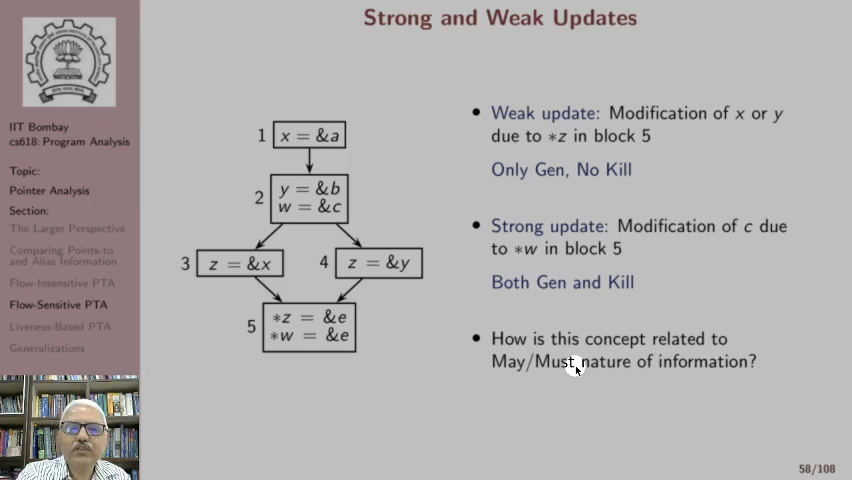 Strong and Weak Updates
IIT Bombay
cs618: Program Analysis
Topic:
Pointer Analysis
Section:
The Larger Perspective
Comparing Points-to
and Alias Information
Flow-Insensitive PTA
Flow-Sensitive PTA
Liveness-Based PTA
Generalizations
1 x = &a
2 y = &b
w = &c
3 z = &x
4 z = &y
5 *z = &e
*w = &e
• Weak update: Modification of x or y
due to *z in block 5
Only Gen, No Kill
• Strong update: Modification of c due
to *w in block 5
Both Gen and Kill
• How is this concept related to
May/Must nature of information?
58/108